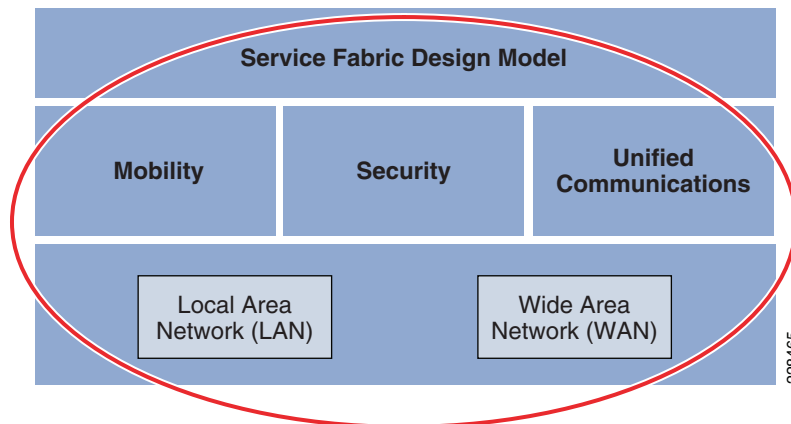 Service Fabric Design Model
Mobility
Security
Unified
Communications
Local Area
Network (LAN)
Wide Area
Network (WAN)